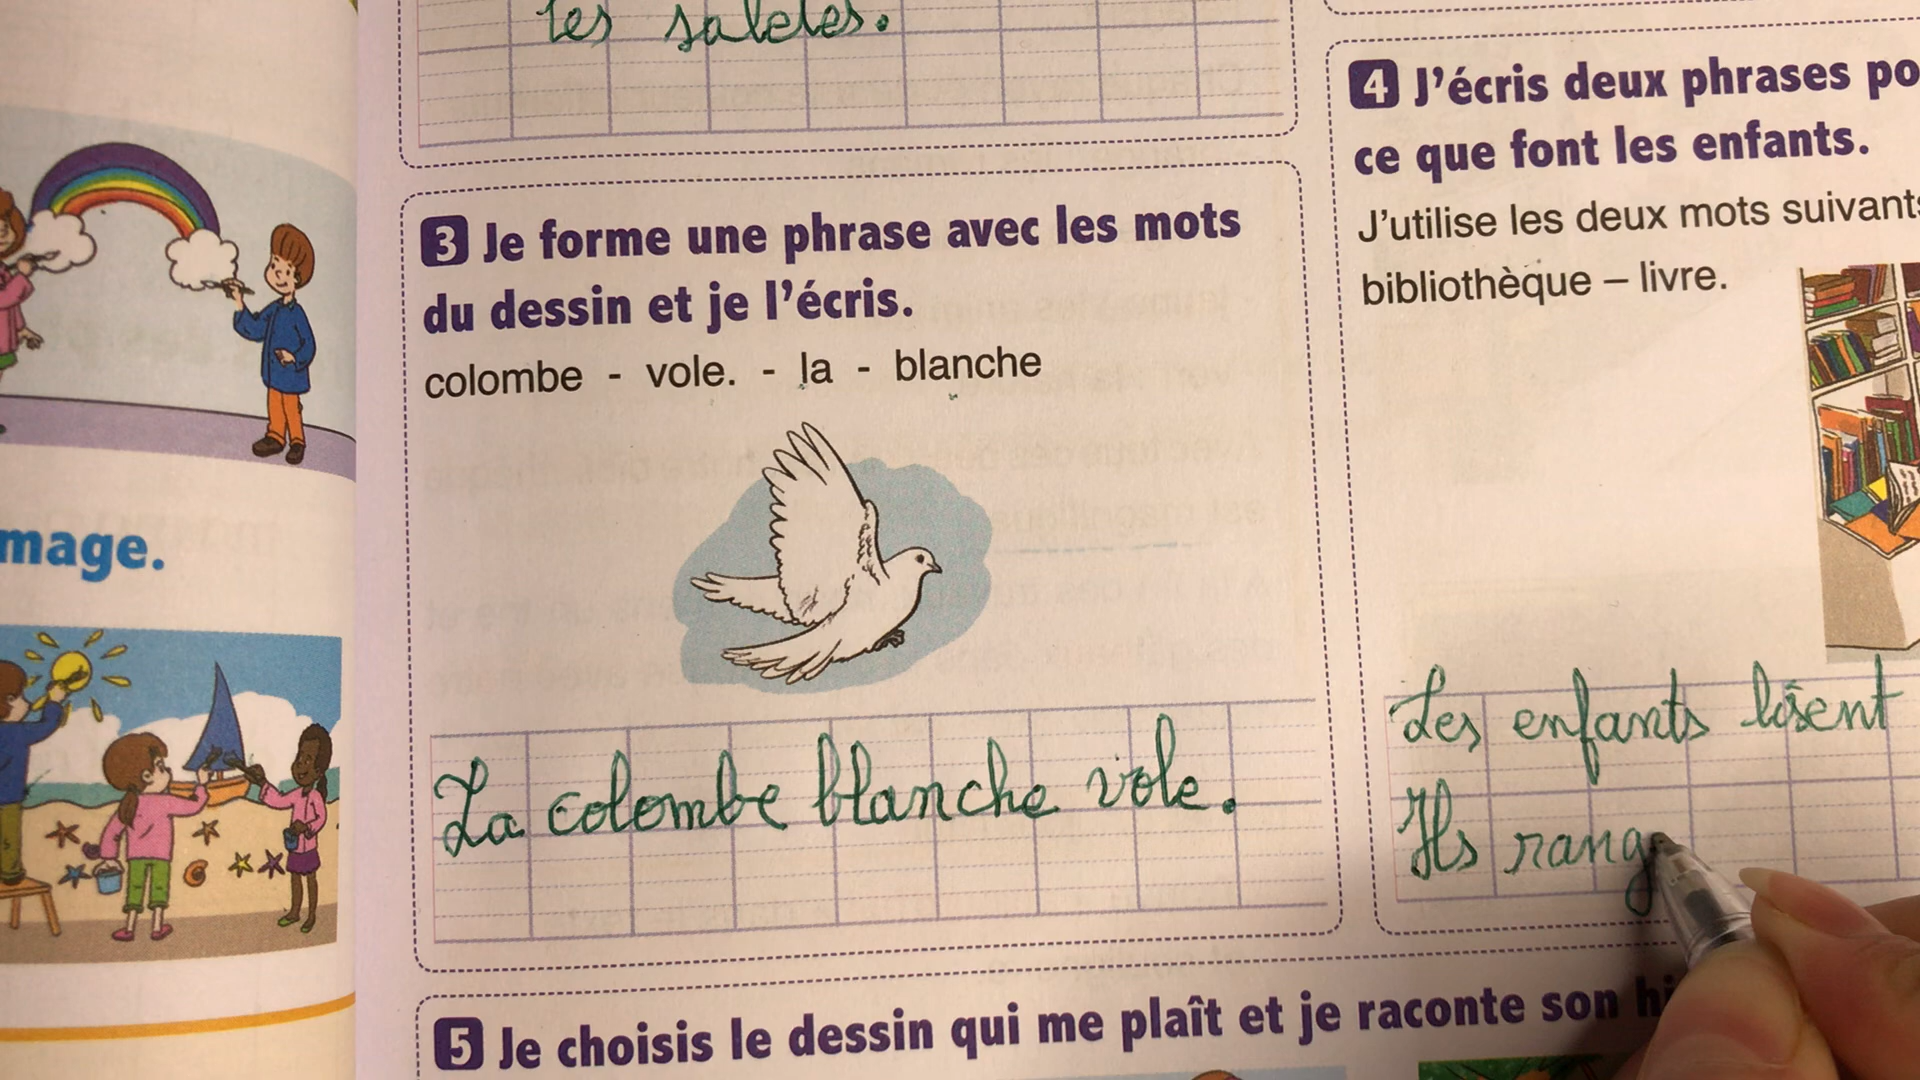 les saletés.
3 Je forme une phrase avec les mots
du dessin et je l'écris.
colombe - vole. - la - blanche
La colombe blanche vole.
4 J'écris deux phrases po
ce que font les enfants.
J'utilise les deux mots suivants
bibliothèque – livre.
Les enfants lisent
Ils rang
mage.
5 Je choisis le dessin qui me plaît et je raconte son hi